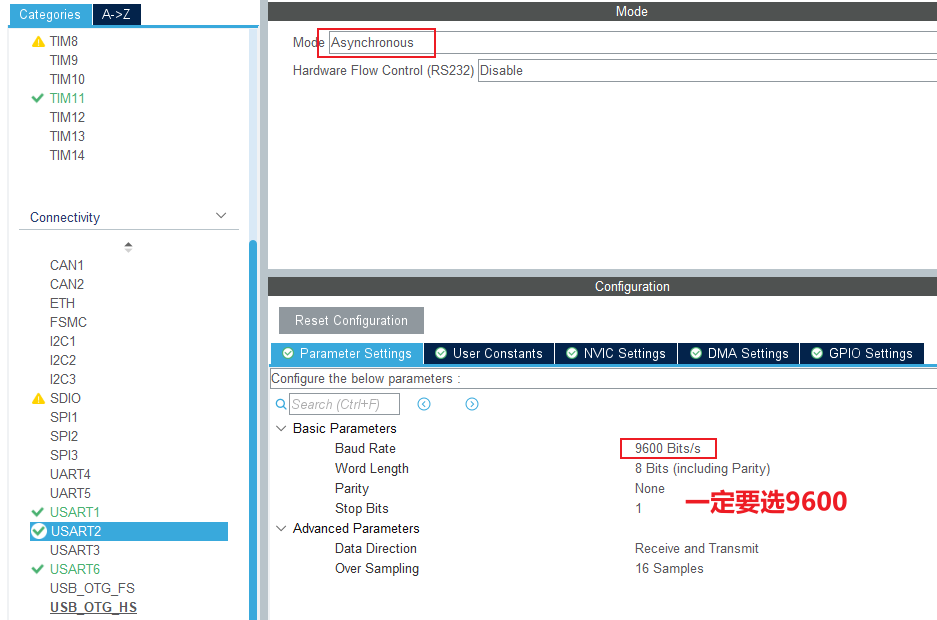 Categories A->Z
TIM8
TIM9
TIM10
TIM11
TIM12
TIM13
TIM14
Connectivity
CAN1
CAN2
ETH
FSMC
I2C1
I2C2
I2C3
SDIO
SPI1
SPI2
SPI3
UART4
UART5
USART1
USART2
USART3
USART6
USB_OTG_FS
USB_OTG_HS
Mode
Mode Asynchronous
Hardware Flow Control (RS232) Disable
Configuration
Reset Configuration
Parameter Settings User Constants NVIC Settings DMA Settings GPIO Settings
Configure the below parameters :
Search (Ctrl+F)
Basic Parameters
Baud Rate 9600 Bits/s
Word Length 8 Bits (including Parity)
Parity None
一定要选9600
Stop Bits 1
Advanced Parameters
Data Direction Receive and Transmit
Over Sampling 16 Samples